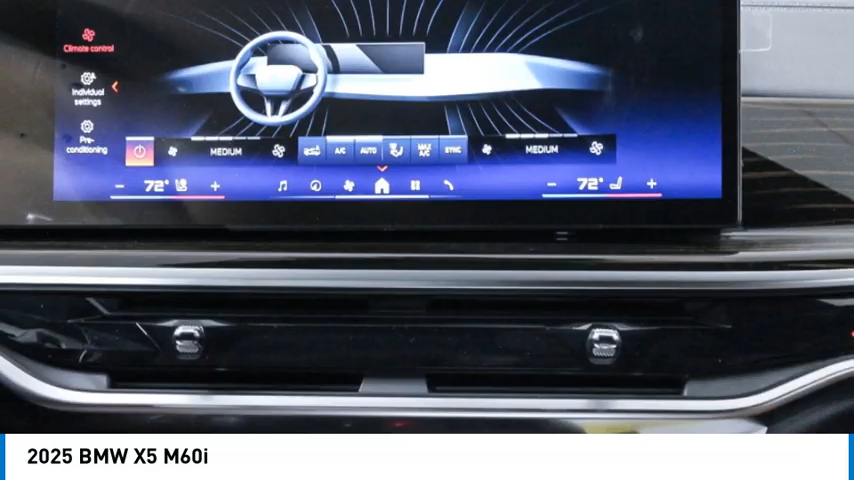 Climate control
Individual
settings
Pre-
conditioning
MEDIUM
A/C
AUTO
MAX
A/C
SYNC
MEDIUM
− 72° +
− 72° +
2025 BMW X5 M60i